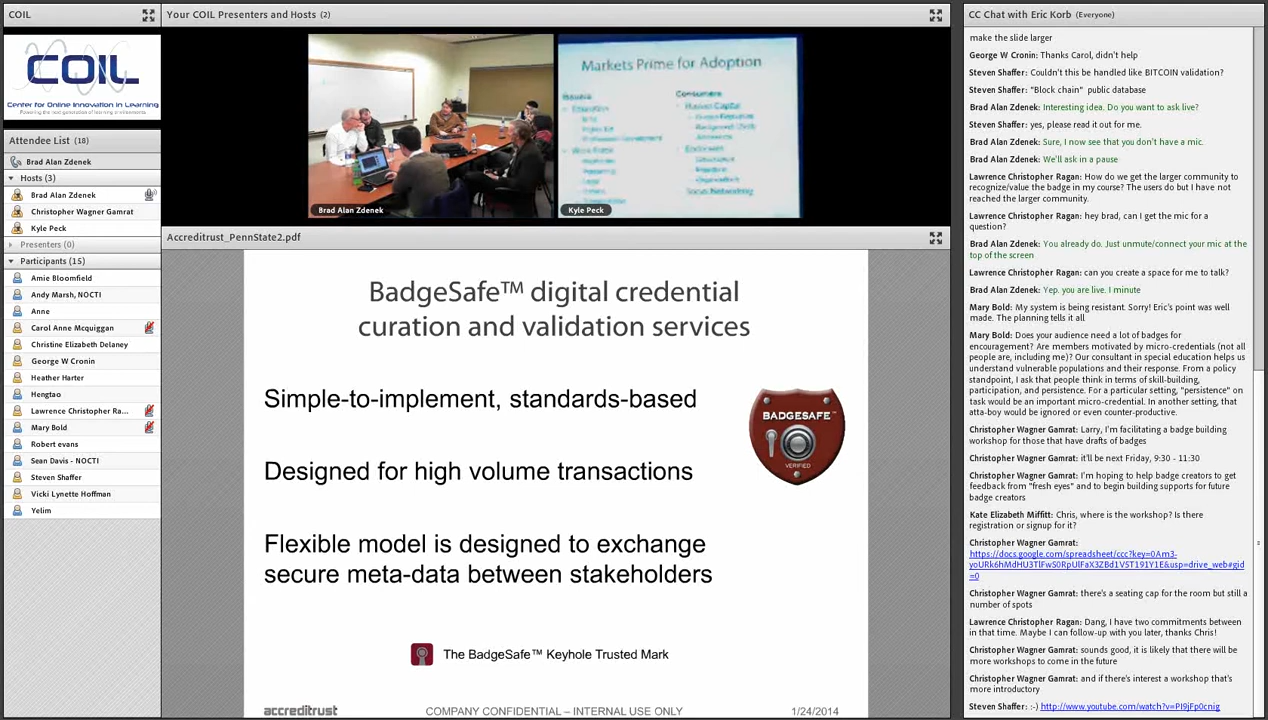 COIL
COIL
Center for Online Innovation in Learning
Attendee List (18)
Brad Alan Zdenek
Hosts (3)
Brad Alan Zdenek
Christopher Wagner Gamrat
Kyle Peck
Presenters (0)
Participants (15)
Amie Bloomfield
Andy Marsh, NOCTI
Anne
Carol Anne Mcquiggan
Christine Elizabeth Delaney
George W Cronin
Heather Harter
Hengtao
Lawrence Christopher Ra...
Mary Bold
Robert evans
Sean Davis - NOCTI
Steven Shaffer
Vicki Lynette Hoffman
Yelim
Your COIL Presenters and Hosts (2)
Brad Alan Zdenek
Markets Prime for Adoption
Consumers
Human Capital
Social Networking
Kyle Peck
Accreditrust_PennState2.pdf
BadgeSafe™ digital credential
curation and validation services
Simple-to-implement, standards-based
Designed for high volume transactions
Flexible model is designed to exchange
secure meta-data between stakeholders
BADGESAFE™
VERIFIED
The BadgeSafe™ Keyhole Trusted Mark
accreditrust
COMPANY CONFIDENTIAL – INTERNAL USE ONLY
1/24/2014
CC Chat with Eric Korb (Everyone)
make the slide larger
George W Cronin: Thanks Carol, didn't help
Steven Shaffer: Couldn't this be handled like BITCOIN validation?
Steven Shaffer: "Block chain" public database
Brad Alan Zdenek: Interesting idea. Do you want to ask live?
Steven Shaffer: yes, please read it out for me.
Brad Alan Zdenek: Sure, I now see that you don't have a mic.
Brad Alan Zdenek: We'll ask in a pause
Lawrence Christopher Ragan: How do we get the larger community to
recognize/value the badge in my course? The users do but I have not
reached the larger community.
Lawrence Christopher Ragan: hey brad, can I get the mic for a
question?
Brad Alan Zdenek: You already do. Just unmute/connect your mic at the
top of the screen
Lawrence Christopher Ragan: can you create a space for me to talk?
Brad Alan Zdenek: Yep. you are live. I minute
Mary Bold: My system is being resistant. Sorry! Eric's point was well
made. The planning tells it all
Mary Bold: Does your audience need a lot of badges for
encouragement? Are members motivated by micro-credentials (not all
people are, including me)? Our consultant in special education helps us
understand vulnerable populations and their response. From a policy
standpoint, I ask that people think in terms of skill-building,
participation, and persistence. For a particular setting, "persistence" on
task would be an important micro-credential. In another setting, that
atta-boy would be ignored or even counter-productive.
Christopher Wagner Gamrat: Larry, I'm facilitating a badge building
workshop for those that have drafts of badges
Christopher Wagner Gamrat: it'll be next Friday, 9:30 - 11:30
Christopher Wagner Gamrat: I'm hoping to help badge creators to get
feedback from "fresh eyes" and to begin building supports for future
badge creators
Kate Elizabeth Miffitt: Chris, where is the workshop? Is there
registration or signup for it?
Christopher Wagner Gamrat:
https://docs.google.com/spreadsheet/ccc?key=0Am3-
yoURk6hMdHU3TlFwS0RpUlFaX3ZBd1VST191Y1E&usp=drive_web#gid
=0
Christopher Wagner Gamrat: there's a seating cap for the room but still a
number of spots
Lawrence Christopher Ragan: Dang, I have two commitments between
in that time. Maybe I can follow-up with you later, thanks Chris!
Christopher Wagner Gamrat: sounds good, it is likely that there will be
more workshops to come in the future
Christopher Wagner Gamrat: and if there's interest a workshop that's
more introductory
Steven Shaffer: :-) http://www.youtube.com/watch?v=PI9jFp0cnig